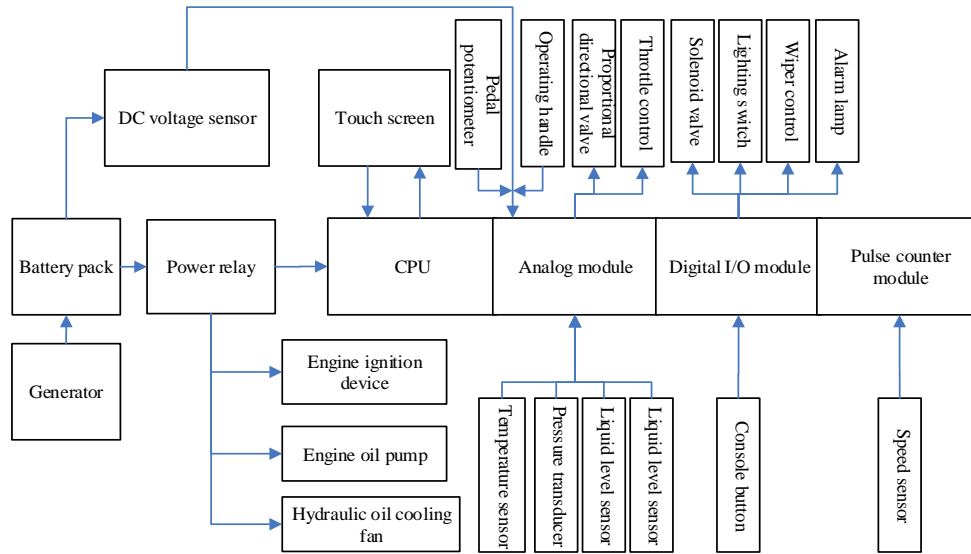 DC voltage sensor
Touch screen
Pedal
potentiometer
Operating handle
Proportional
directional valve
Throttle control
Solenoid valve
Lighting switch
Wiper control
Alarm lamp
Battery pack
Power relay
CPU
Analog module
Digital I/O module
Pulse counter
module
Generator
Engine ignition
device
Engine oil pump
Hydraulic oil cooling
fan
Temperature sensor
Pressure transducer
Liquid level sensor
Liquid level sensor
Console button
Speed sensor